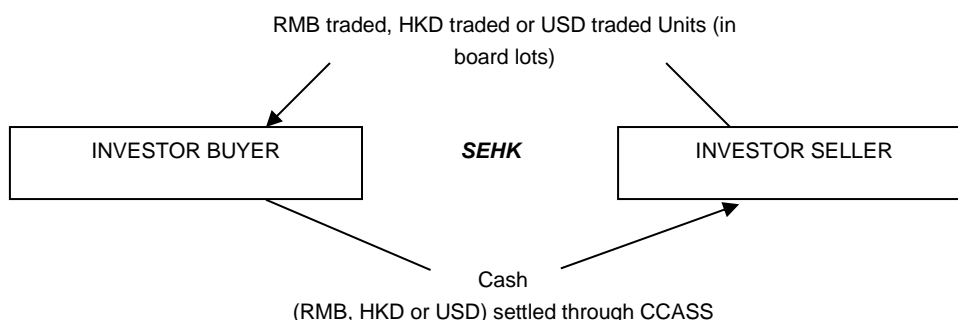 RMB traded, HKD traded or USD traded Units (in
board lots)
INVESTOR BUYER
SEHK
INVESTOR SELLER
Cash
(RMB, HKD or USD) settled through CCASS